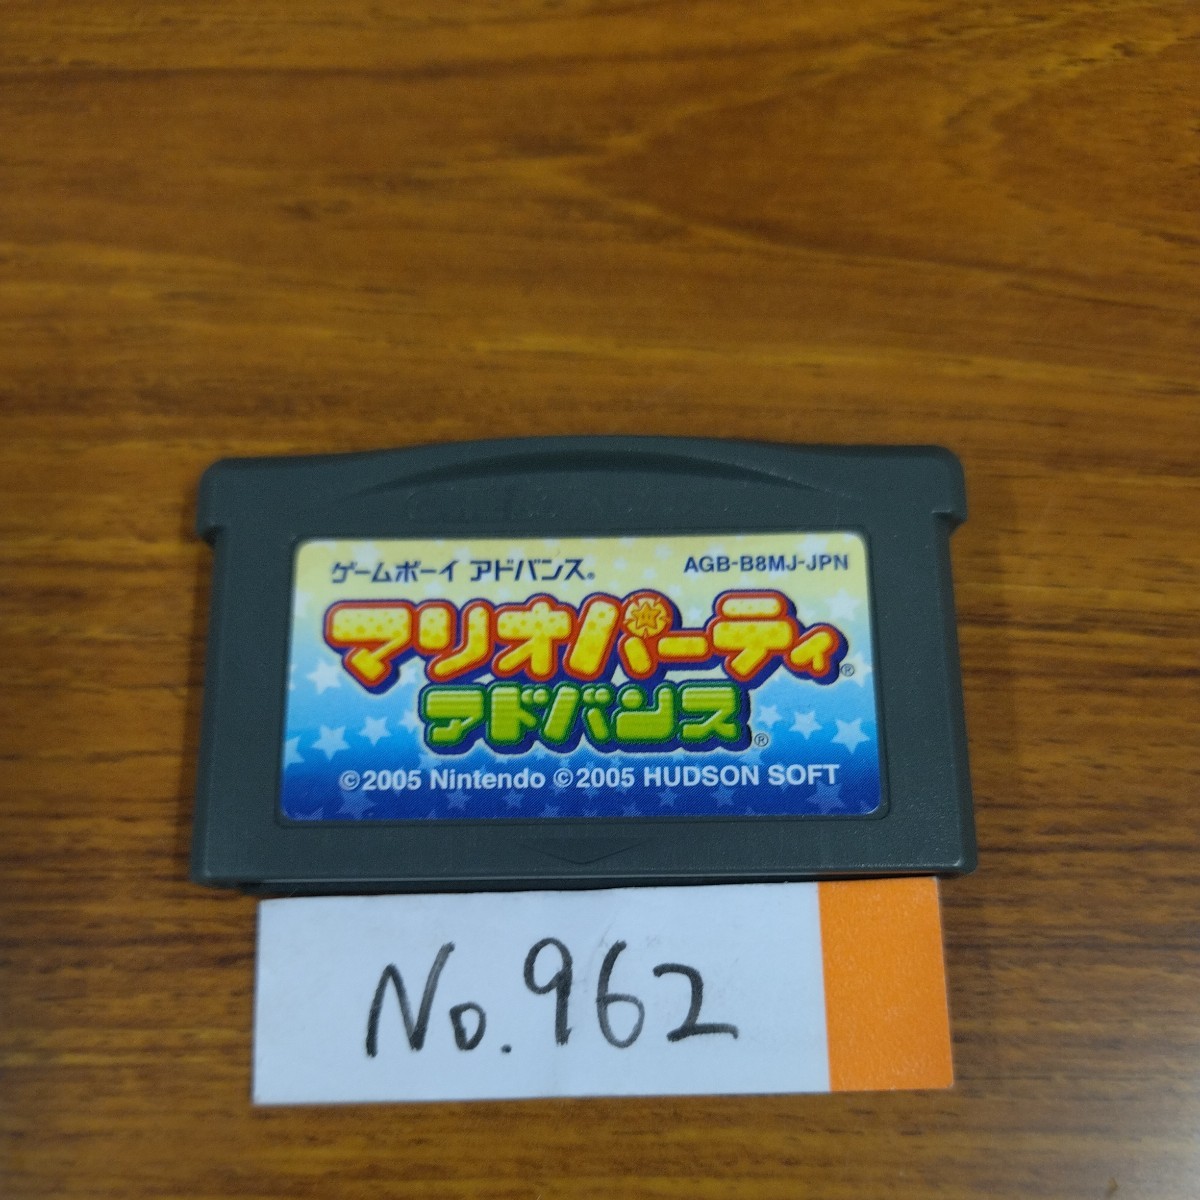 ゲームボーイ アドバンス®
AGB-B8MJ-JPN
マリオパーティ®
アドバンス®
©2005 Nintendo ©2005 HUDSON SOFT
No.962